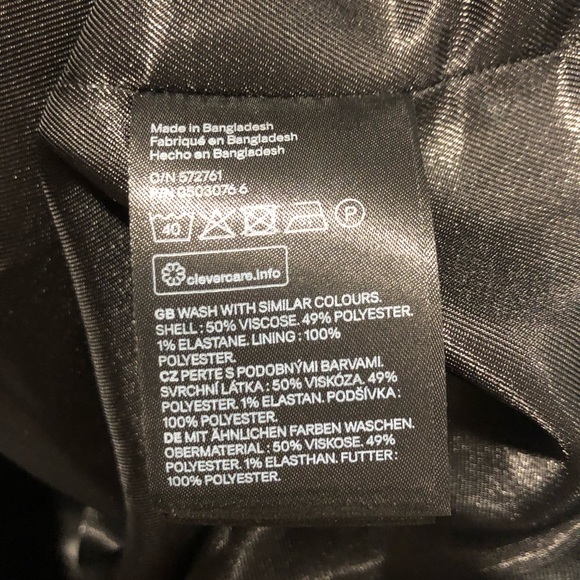 Made in Bangladesh
Fabriqué en Bangladesh
Hecho en Bangladesh
O/N 572761
P/N 0503076 6
40 P
clevercare.info
GB WASH WITH SIMILAR COLOURS.
SHELL : 50% VISCOSE. 49% POLYESTER.
1% ELASTANE. LINING : 100%
POLYESTER.
CZ PERTE S PODOBNÝMI BARVAMI.
SVRCHNÍ LÁTKA : 50% VISKÓZA. 49%
POLYESTER. 1% ELASTAN. PODŠÍVKA :
100% POLYESTER.
DE MIT ÄHNLICHEN FARBEN WASCHEN.
OBERMATERIAL : 50% VISCOSE. 49%
POLYESTER. 1% ELASTHAN. FUTTER :
100% POLYESTER.